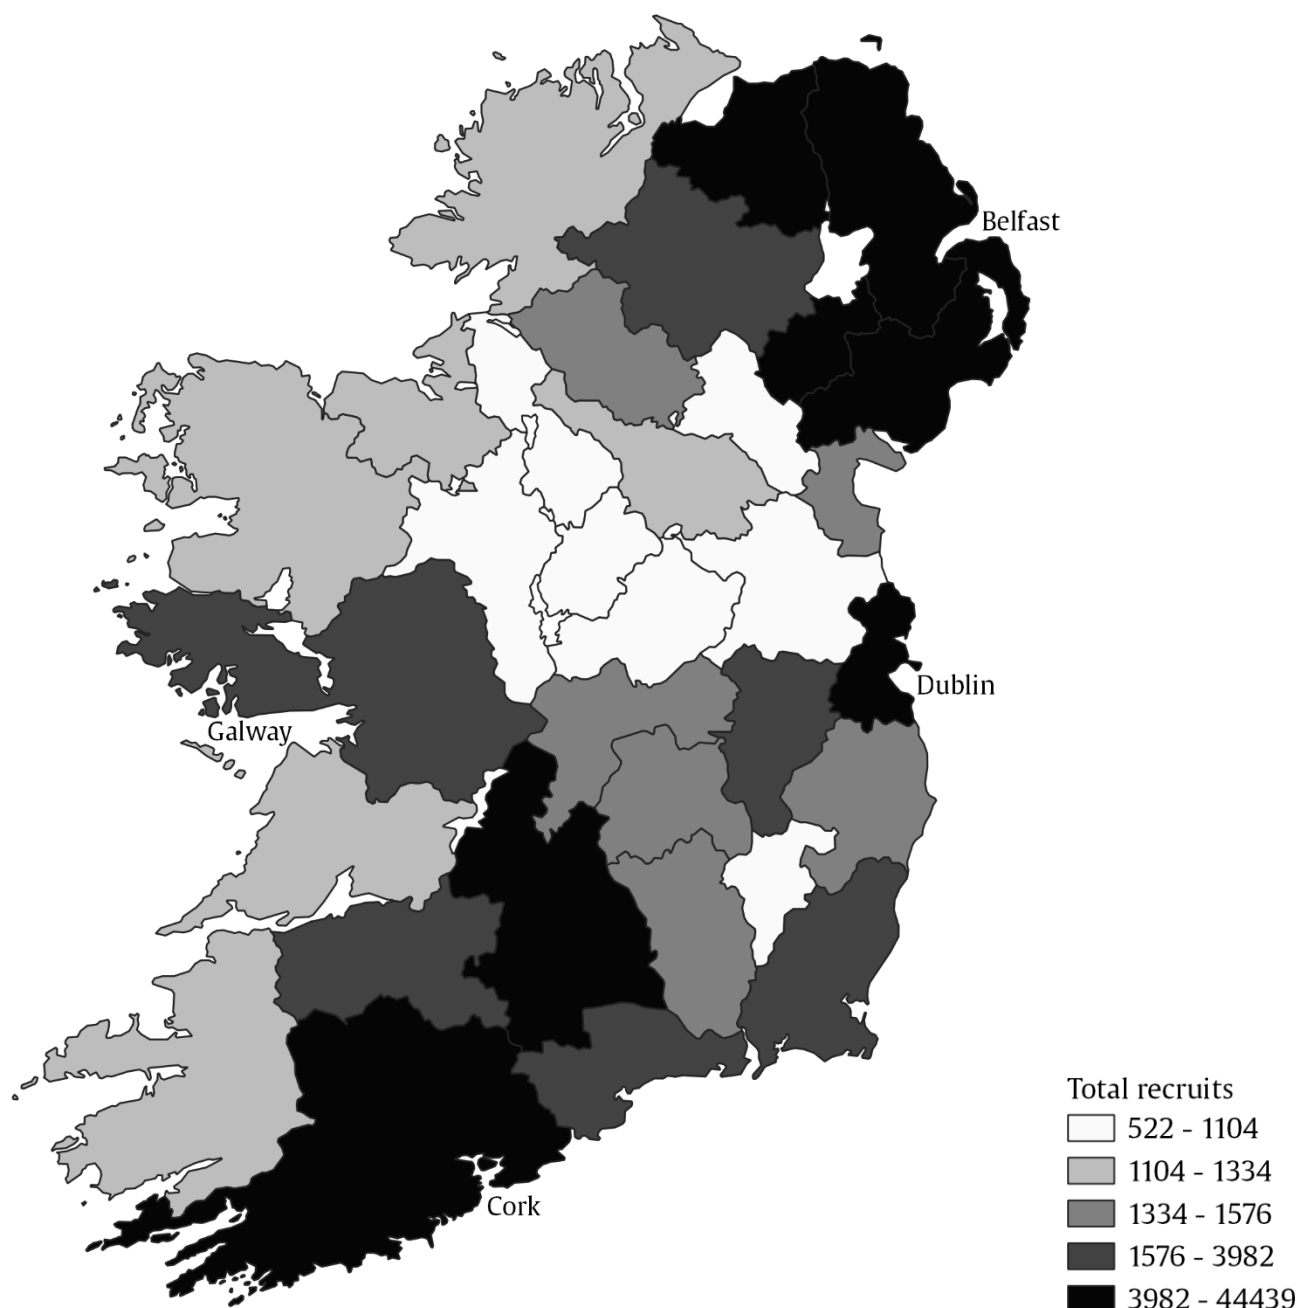 Belfast
Dublin
Galway
Cork
Total recruits
522 - 1104
1104 - 1334
1334 - 1576
1576 - 3982
3982 - 44439